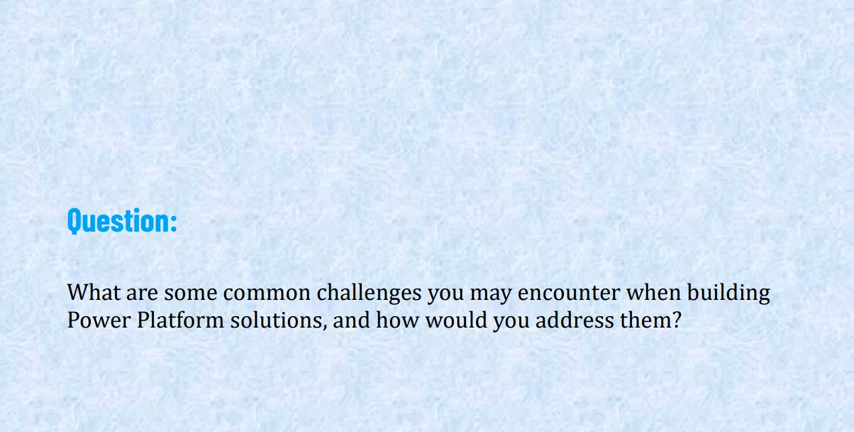 Question:
What are some common challenges you may encounter when building
Power Platform solutions, and how would you address them?